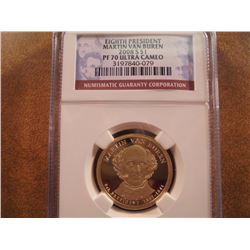 EIGHTH PRESIDENT
MARTIN VAN BUREN
2008 S $1
PF 70 ULTRA CAMEO
3197840-079
NUMISMATIC GUARANTY CORPORATION
MARTIN VAN BUREN